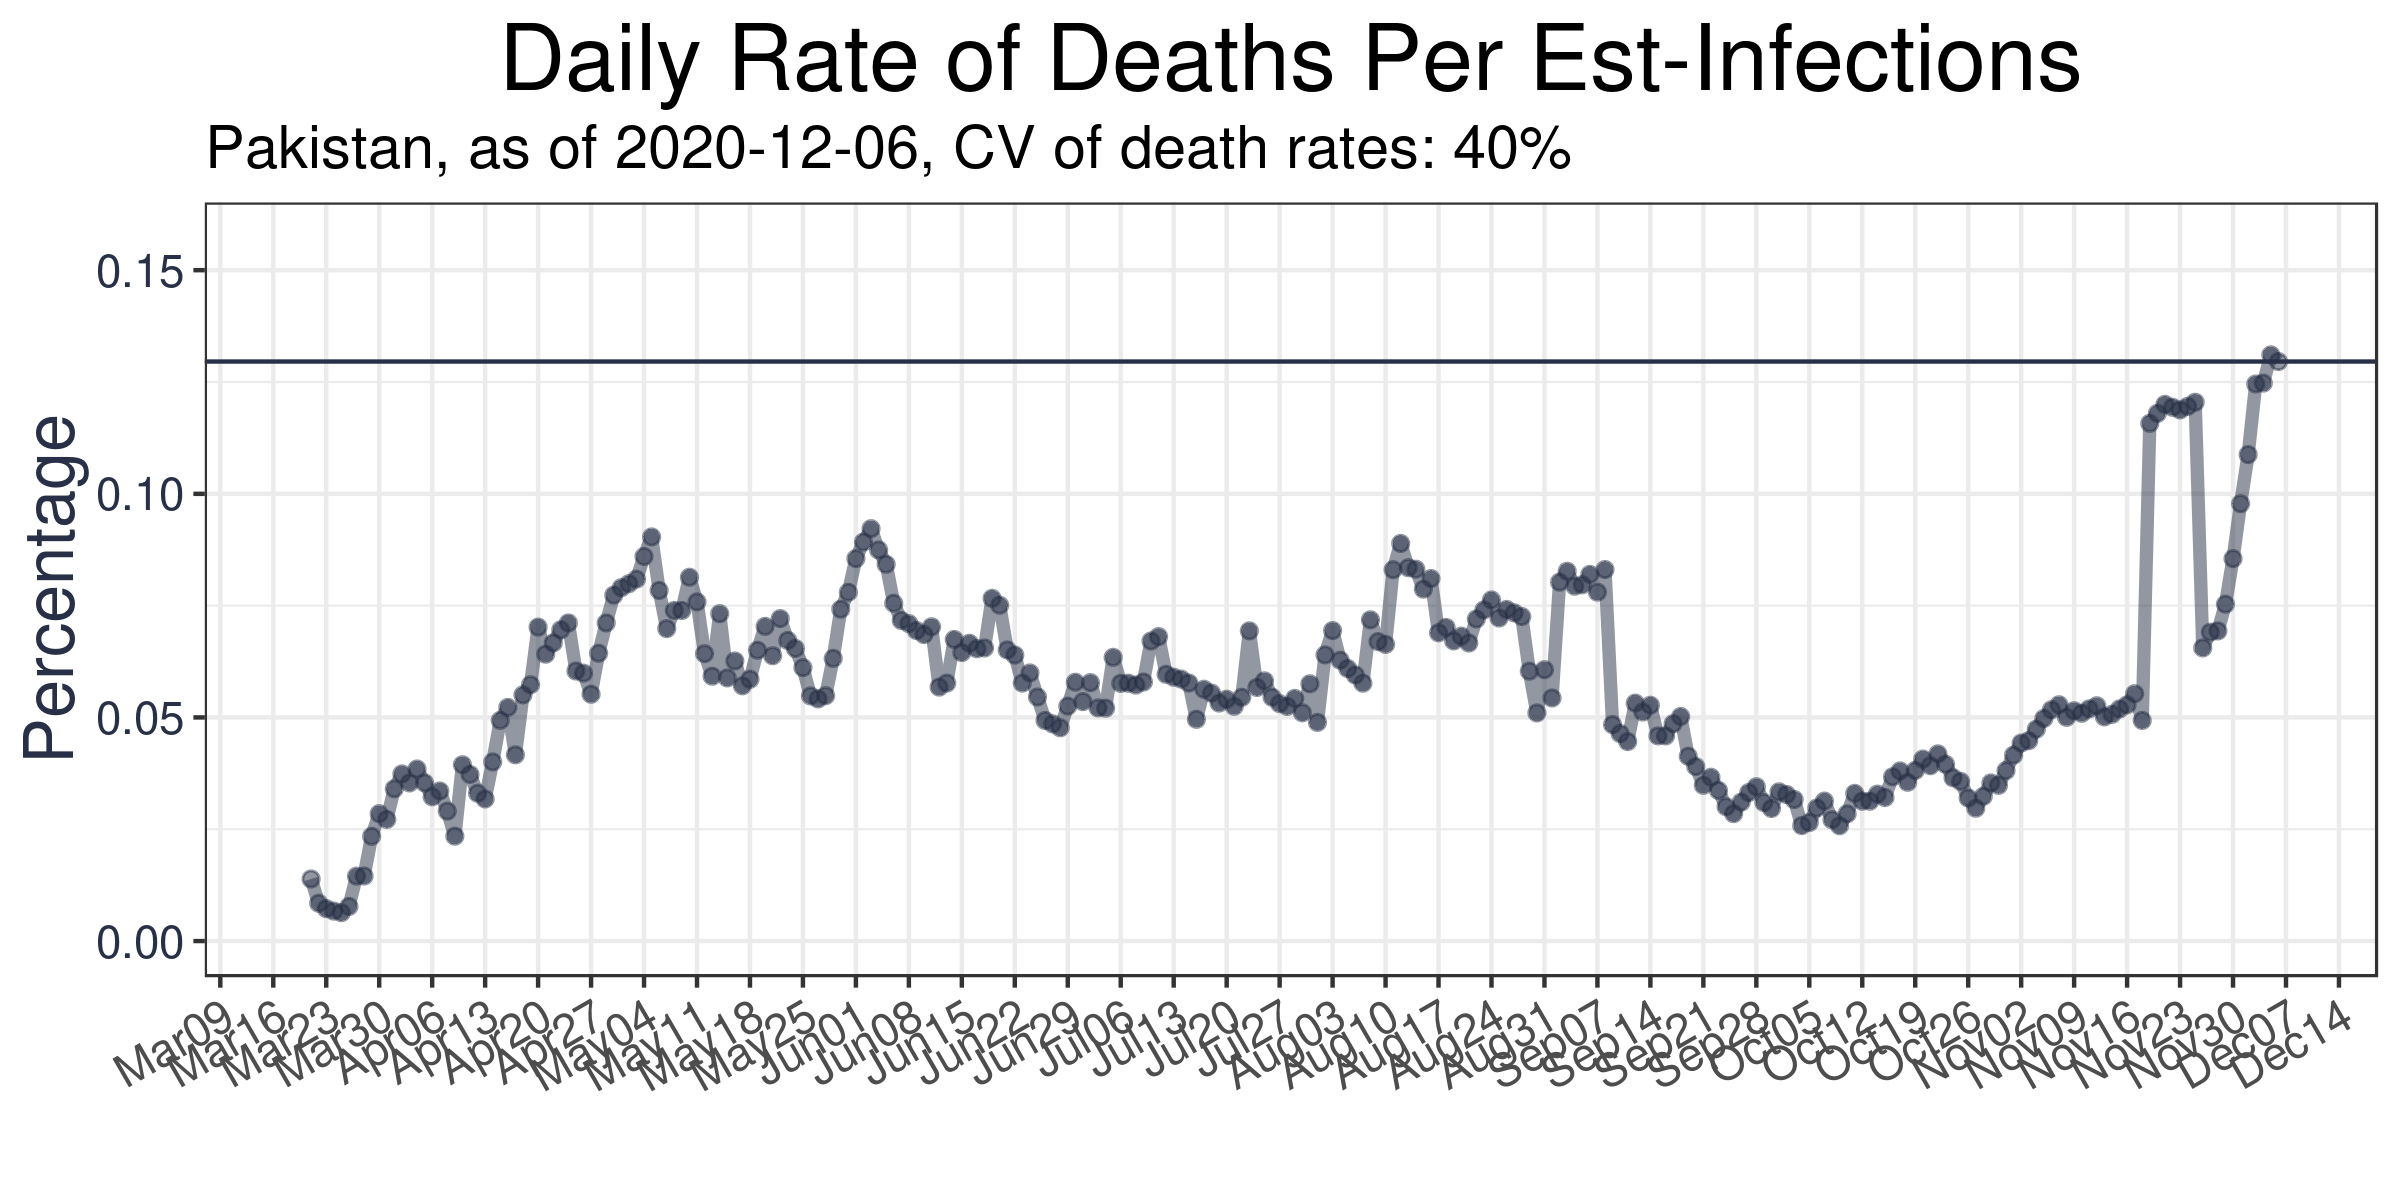 Daily Rate of Deaths Per Est-Infections
Pakistan, as of 2020-12-06, CV of death rates: 40%
Percentage
0.15
0.10
0.05
0.00
Mar09
Mar16
Mar23
Mar30
Apr06
Apr13
Apr20
Apr27
May04
May11
May18
May25
Jun01
Jun08
Jun15
Jun22
Jun29
Jul06
Jul13
Jul20
Jul27
Aug03
Aug10
Aug17
Aug24
Aug31
Sep07
Sep14
Sep21
Sep28
Oct05
Oct12
Oct19
Oct26
Nov02
Nov09
Nov16
Nov23
Nov30
Dec07
Dec14